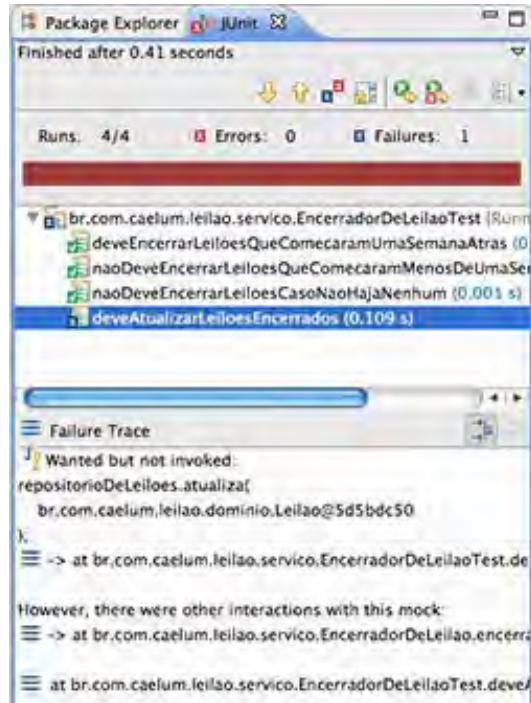 Package Explorer JUnit
Finished after 0.41 seconds
Runs: 4/4 Errors: 0 Failures: 1
br.com.caelum.leilao.servico.EncerradorDeLeilaoTest [Runn
deveEncerrarLeiloesQueComecaramUmaSemanaAtras (0
naoDeveEncerrarLeiloesQueComecaramMenosDeUmaSe
naoDeveEncerrarLeiloesCasoNaoHajaNenhum (0.001 s)
deveAtualizarLeiloesEncerrados (0.109 s)
Failure Trace
Wanted but not invoked:
repositorioDeLeiloes.atualiza(
br.com.caelum.leilao.dominio.Leilao@5d5bdc50
);
-> at br.com.caelum.leilao.servico.EncerradorDeLeilaoTest.de
However, there were other interactions with this mock:
-> at br.com.caelum.leilao.servico.EncerradorDeLeilao.encerra
at br.com.caelum.leilao.servico.EncerradorDeLeilaoTest.deveA